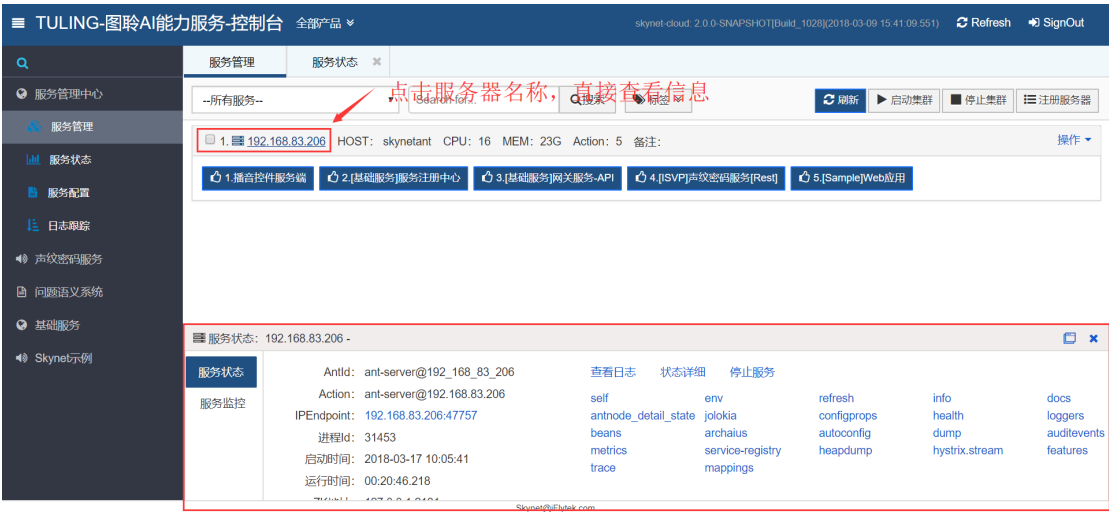 TULING-图聆AI能力服务-控制台 全部产品 skynet-cloud: 2.0.0-SNAPSHOT[Build_1028](2018-03-09 15:41:09.551) Refresh SignOut
服务管理 服务状态
服务管理中心
服务管理
服务状态
服务配置
日志跟踪
声纹密码服务
问题语义系统
基础服务
Skynet示例
点击服务器名称，直接查看信息
--所有服务-- Search for... 搜索 标签 刷新 启动集群 停止集群 注册服务器
1. 192.168.83.206 HOST: skynetant CPU: 16 MEM: 23G Action: 5 备注: 操作
1.播音控件服务端 2.[基础服务]服务注册中心 3.[基础服务]网关服务-API 4.[ISVP]声纹密码服务[Rest] 5.[Sample]Web应用
服务状态: 192.168.83.206 -
服务状态
服务监控
AntId: ant-server@192_168_83_206
Action: ant-server@192.168.83.206
IPEndpoint: 192.168.83.206:47757
进程Id: 31453
启动时间: 2018-03-17 10:05:41
运行时间: 00:20:46.218
查看日志 状态详细 停止服务
self env refresh info docs
antnode_detail_state jolokia configprops health loggers
beans archaius autoconfig dump auditevents
metrics service-registry heapdump hystrix.stream features
trace mappings
Skynet@iFlytek.com